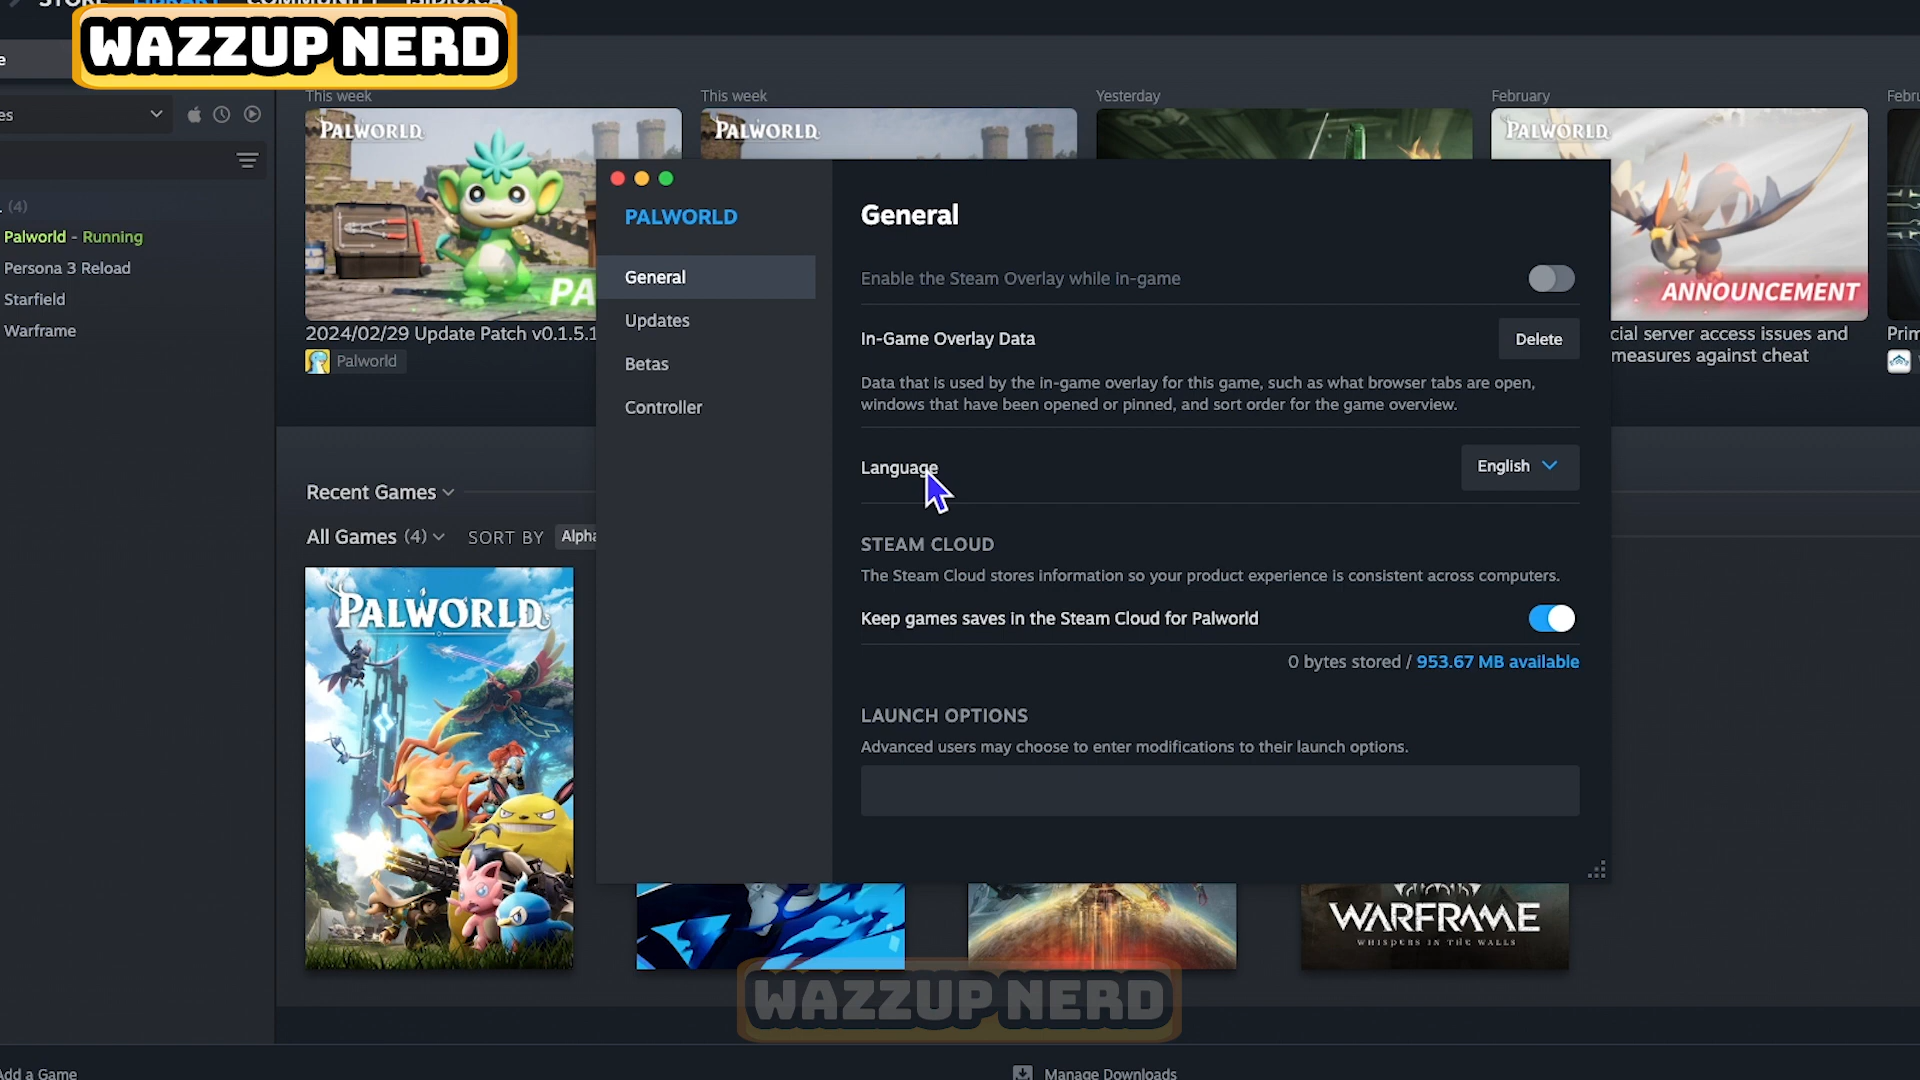 WAZZUP NERD
This week
This week
Yesterday
February
PALWORLD
PALWORLD
PALWORLD
ANNOUNCEMENT
(4)
Palworld - Running
Persona 3 Reload
Starfield
Warframe
2024/02/29 Update Patch v0.1.5.1
Palworld
cial server access issues and
measures against cheat
Recent Games
All Games (4)
SORT BY
PALWORLD
PALWORLD
General
Updates
Betas
Controller
General
Enable the Steam Overlay while in-game
In-Game Overlay Data
Delete
Data that is used by the in-game overlay for this game, such as what browser tabs are open,
windows that have been opened or pinned, and sort order for the game overview.
Language
English
STEAM CLOUD
The Steam Cloud stores information so your product experience is consistent across computers.
Keep games saves in the Steam Cloud for Palworld
0 bytes stored / 953.67 MB available
LAUNCH OPTIONS
Advanced users may choose to enter modifications to their launch options.
WARFRAME
WHISPERS IN THE WALLS
WAZZUP NERD
Add a Game
Manage Downloads